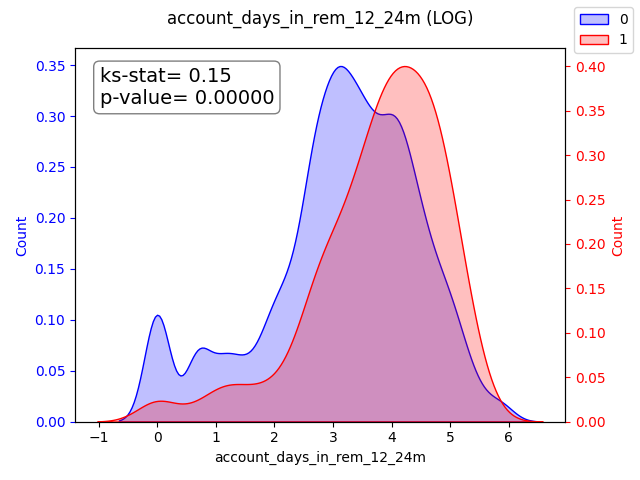 account_days_in_rem_12_24m (LOG)
0
1
ks-stat= 0.15
p-value= 0.00000
0.35
0.30
0.25
0.20
0.15
0.10
0.05
0.00
Count
0.40
0.35
0.30
0.25
0.20
0.15
0.10
0.05
0.00
Count
−1 0 1 2 3 4 5 6
account_days_in_rem_12_24m